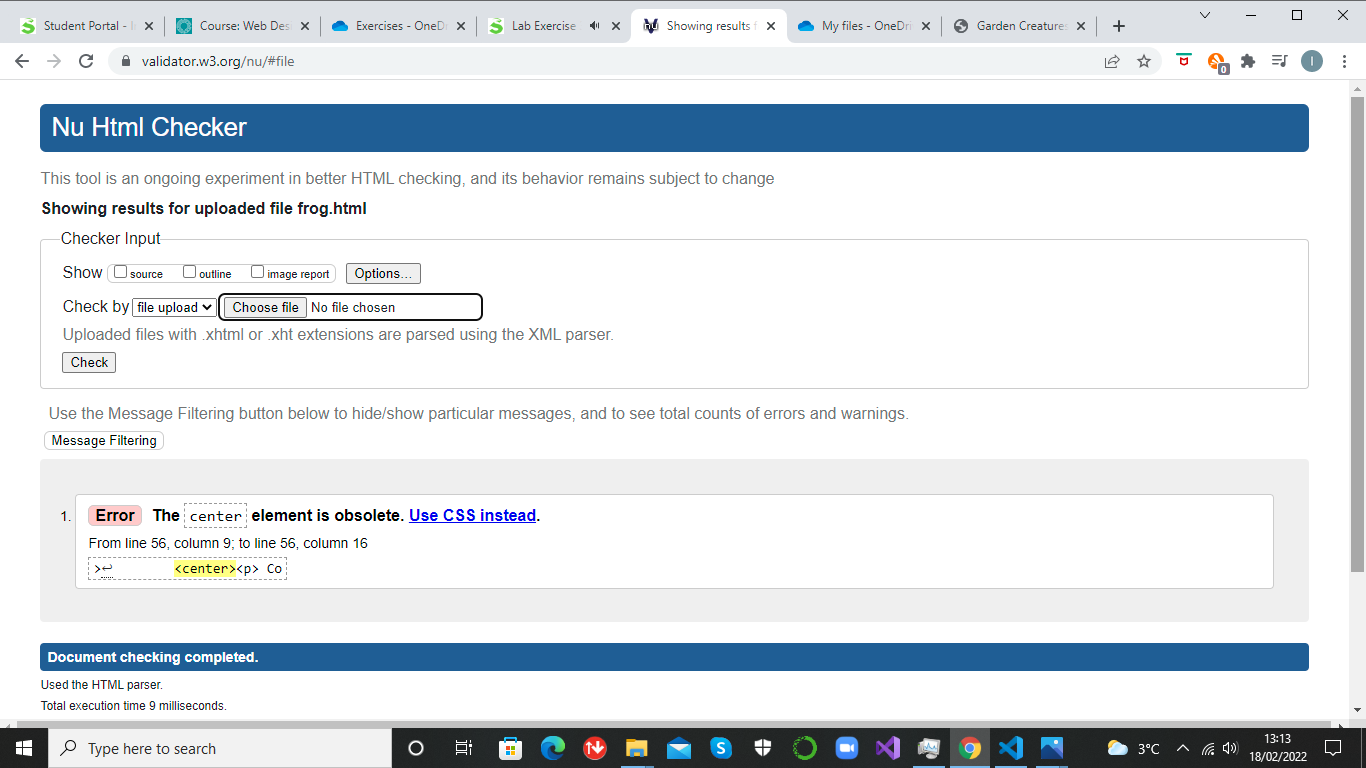 Student Portal - I
Course: Web Des
Exercises - OneD
Lab Exercise
Showing results f
My files - OneDri
Garden Creature
validator.w3.org/nu/#file
0
I
Nu Html Checker
This tool is an ongoing experiment in better HTML checking, and its behavior remains subject to change
Showing results for uploaded file frog.html
Checker Input
Show source outline image report Options...
Check by file upload Choose file No file chosen
Uploaded files with .xhtml or .xht extensions are parsed using the XML parser.
Check
Use the Message Filtering button below to hide/show particular messages, and to see total counts of errors and warnings.
Message Filtering
1. Error The center element is obsolete. Use CSS instead.
From line 56, column 9; to line 56, column 16
>↩ <center><p> Co
Document checking completed.
Used the HTML parser.
Total execution time 9 milliseconds.
Type here to search
3°C
13:13
18/02/2022